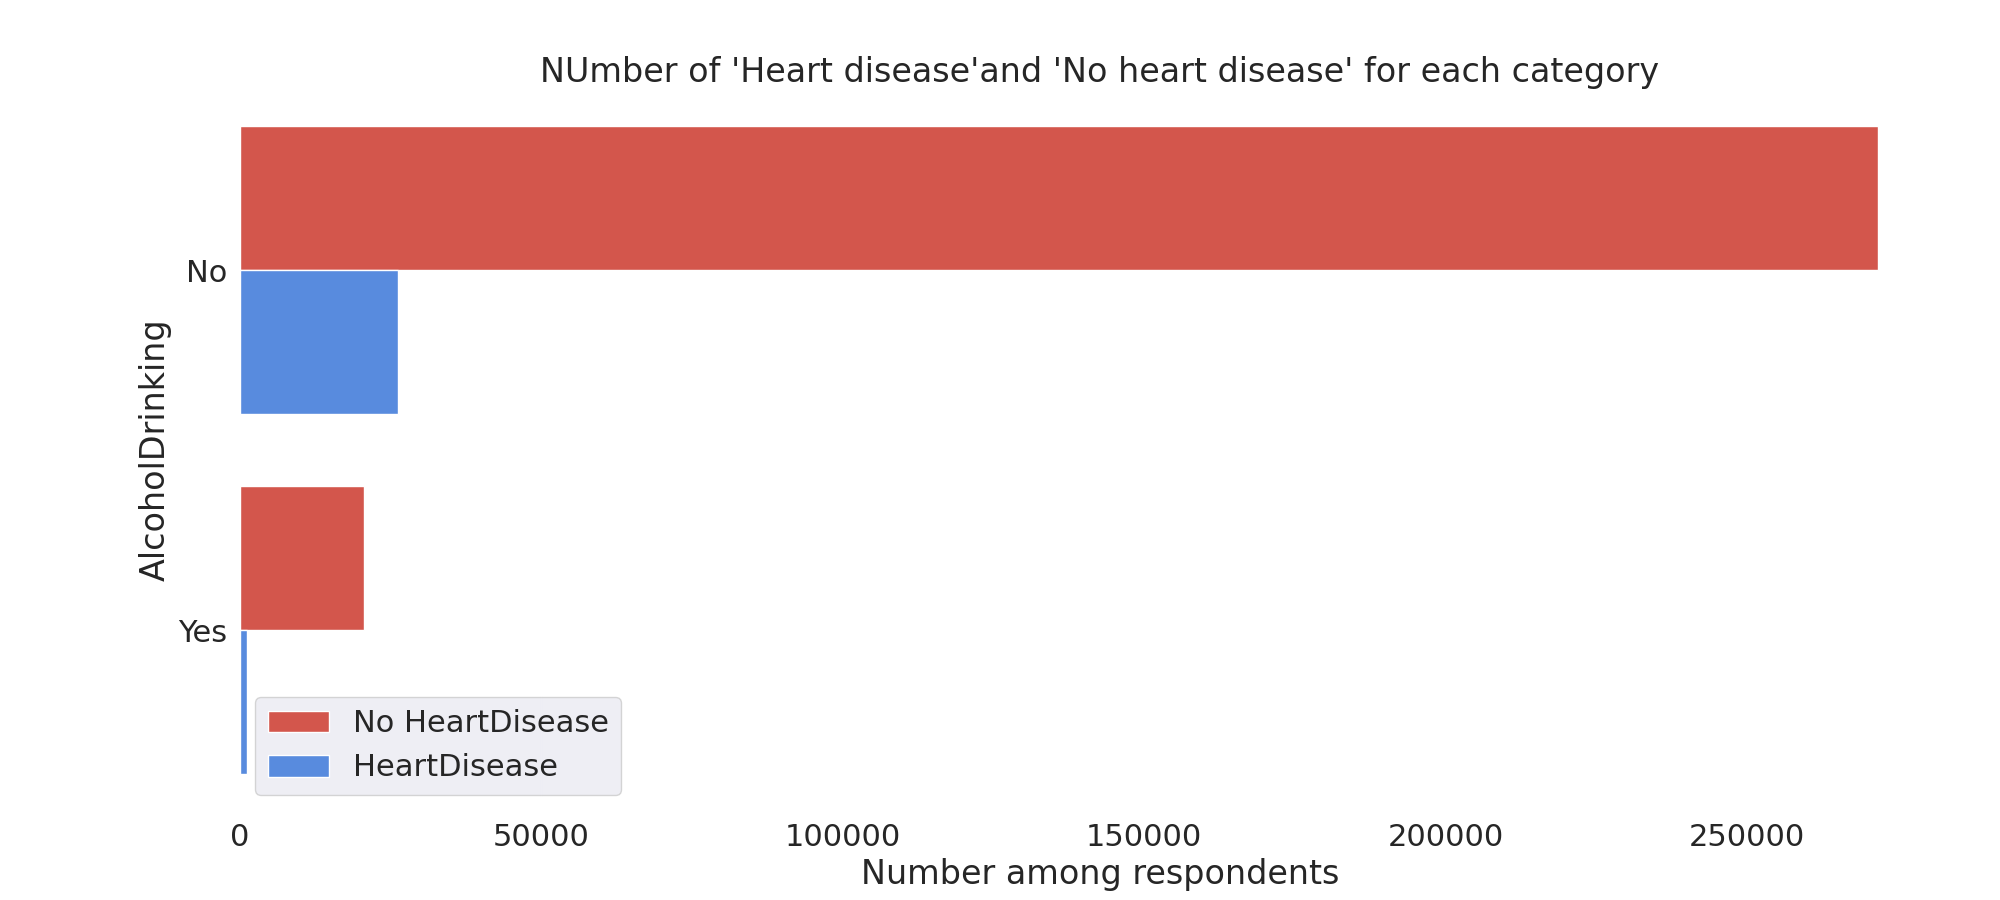 NUmber of 'Heart disease'and 'No heart disease' for each category
AlcoholDrinking
No
Yes
No HeartDisease
HeartDisease
0 50000 100000 150000 200000 250000
Number among respondents